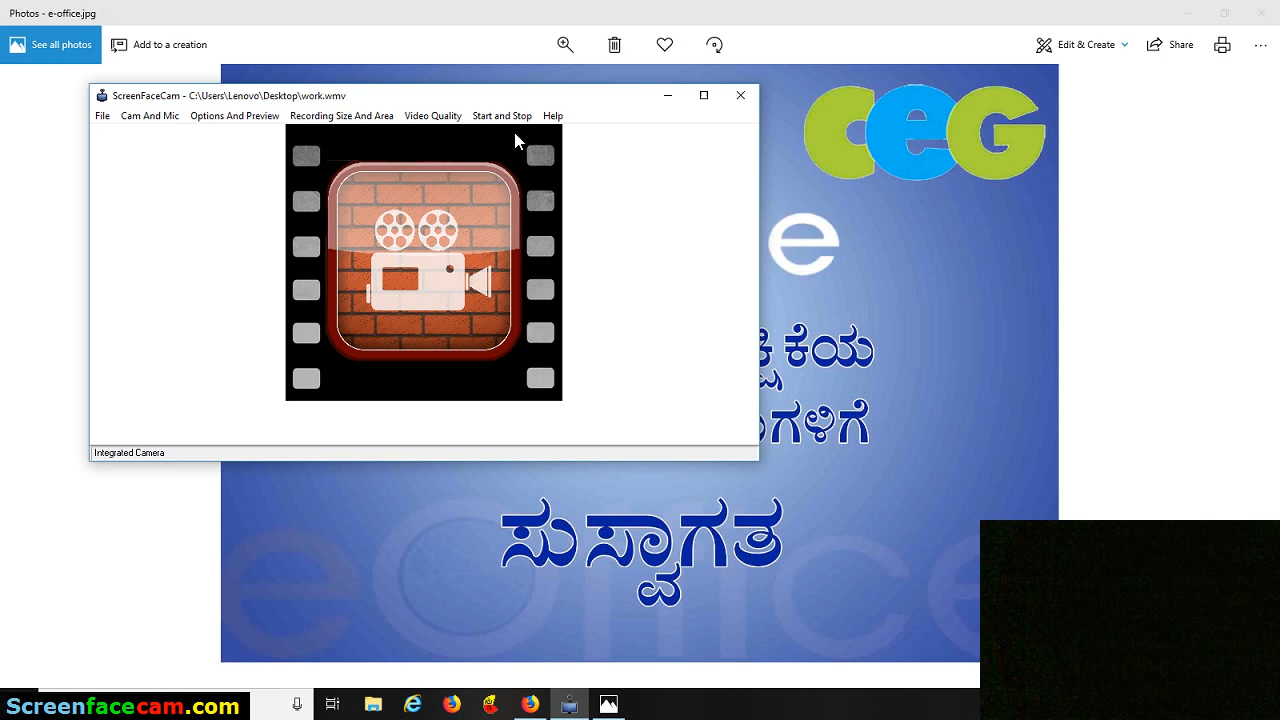 Photos - e-office.jpg
See all photos
Add to a creation
Edit & Create
Share
ScreenFaceCam - C:\Users\Lenovo\Desktop\work.wmv
File Cam And Mic Options And Preview Recording Size And Area Video Quality Start and Stop Help
CeG
e
ಕೆಯ
ಗಳಿಗೆ
Integrated Camera
ಸುಸ್ವಾಗತ
eOffice
Screenfacecam.com